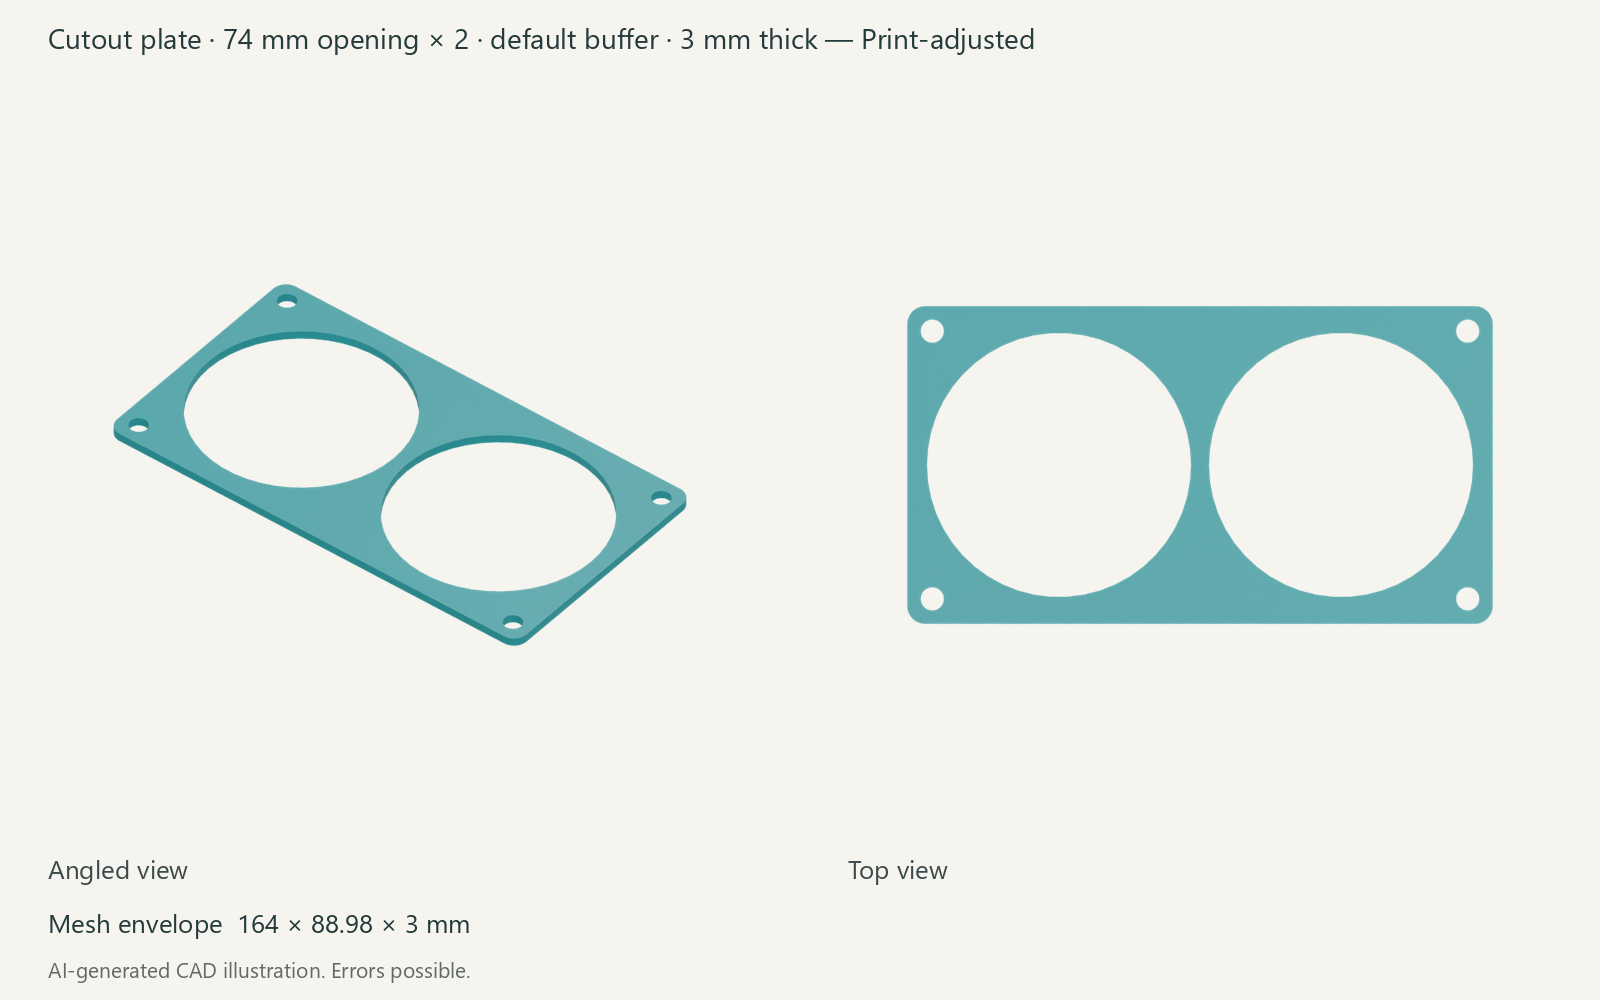 Cutout plate · 74 mm opening × 2 · default buffer · 3 mm thick — Print-adjusted
Angled view
Top view
Mesh envelope 164 × 88.98 × 3 mm
AI-generated CAD illustration. Errors possible.